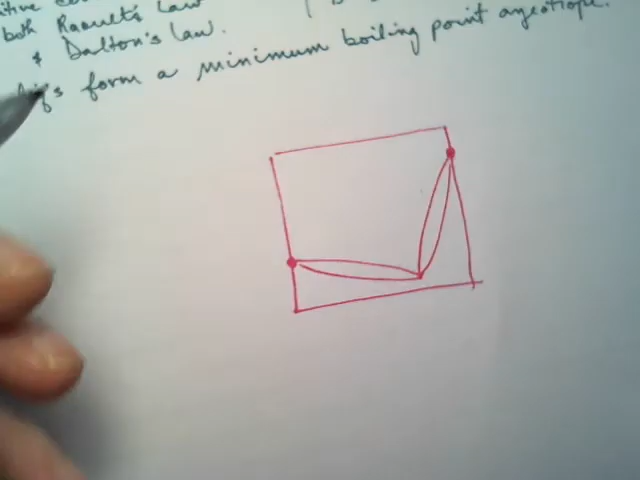 both Raoult's Law
& Dalton's Law.
form a minimum boiling point azeotrope.